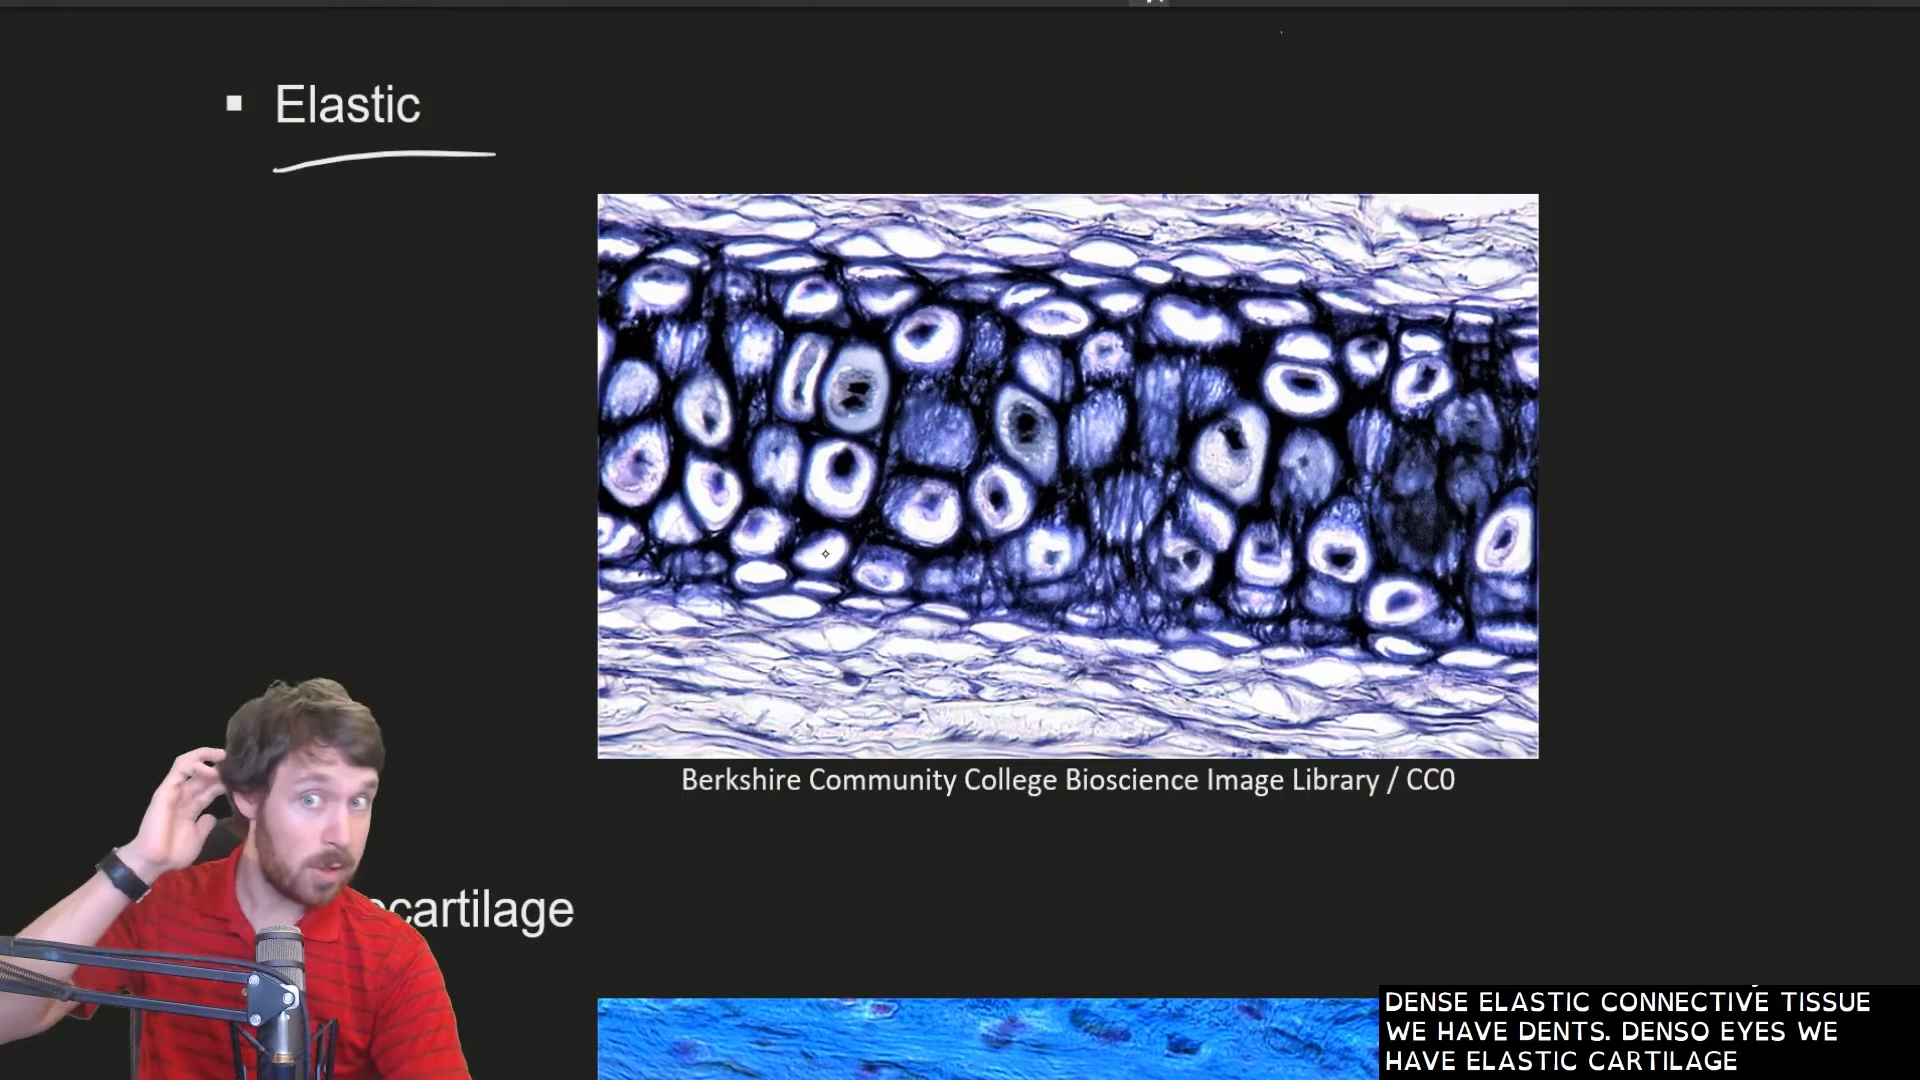 Elastic
Berkshire Community College Bioscience Image Library / CC0
cartilage
DENSE ELASTIC CONNECTIVE TISSUE
WE HAVE DENTS. DENSO EYES WE
HAVE ELASTIC CARTILAGE